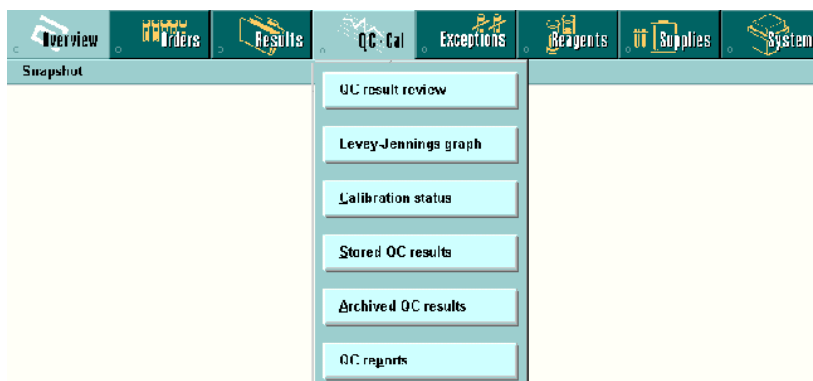 Overview Orders Results QC-Cal Exceptions Reagents Supplies System
Snapshot
QC result review
Levey-Jennings graph
Calibration status
Stored QC results
Archived QC results
QC reports